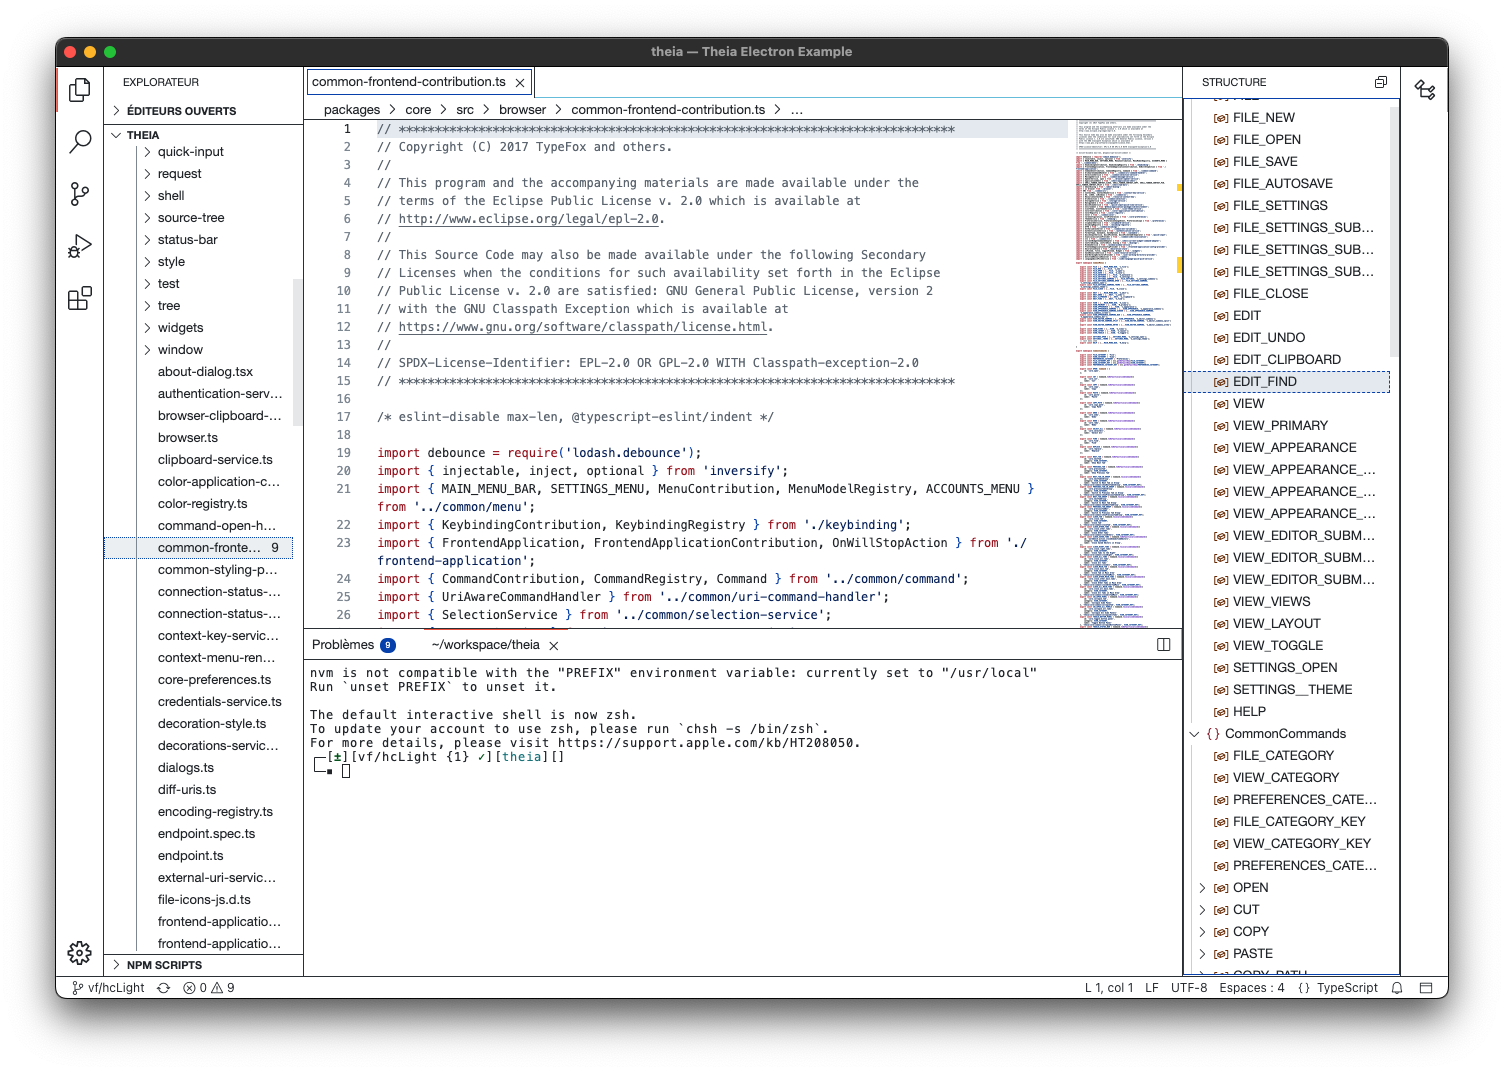 theia — Theia Electron Example
EXPLORATEUR
ÉDITEURS OUVERTS
THEIA
quick-input
request
shell
source-tree
status-bar
style
test
tree
widgets
window
about-dialog.tsx
authentication-serv...
browser-clipboard-...
browser.ts
clipboard-service.ts
color-application-c...
color-registry.ts
command-open-h...
common-fronte... 9
common-styling-p...
connection-status-...
connection-status-...
context-key-servic...
context-menu-ren...
core-preferences.ts
credentials-service.ts
decoration-style.ts
decorations-servic...
dialogs.ts
diff-uris.ts
encoding-registry.ts
endpoint.spec.ts
endpoint.ts
external-uri-servic...
file-icons-js.d.ts
frontend-applicatio...
frontend-applicatio...
NPM SCRIPTS
common-frontend-contribution.ts
packages > core > src > browser > common-frontend-contribution.ts > ...
1 // *****************************************************************************
2 // Copyright (C) 2017 TypeFox and others.
3 //
4 // This program and the accompanying materials are made available under the
5 // terms of the Eclipse Public License v. 2.0 which is available at
6 // http://www.eclipse.org/legal/epl-2.0.
7 //
8 // This Source Code may also be made available under the following Secondary
9 // Licenses when the conditions for such availability set forth in the Eclipse
10 // Public License v. 2.0 are satisfied: GNU General Public License, version 2
11 // with the GNU Classpath Exception which is available at
12 // https://www.gnu.org/software/classpath/license.html.
13 //
14 // SPDX-License-Identifier: EPL-2.0 OR GPL-2.0 WITH Classpath-exception-2.0
15 // *****************************************************************************
16
17 /* eslint-disable max-len, @typescript-eslint/indent */
18
19 import debounce = require('lodash.debounce');
20 import { injectable, inject, optional } from 'inversify';
21 import { MAIN_MENU_BAR, SETTINGS_MENU, MenuContribution, MenuModelRegistry, ACCOUNTS_MENU }
from '../common/menu';
22 import { KeybindingContribution, KeybindingRegistry } from './keybinding';
23 import { FrontendApplication, FrontendApplicationContribution, OnWillStopAction } from './
frontend-application';
24 import { CommandContribution, CommandRegistry, Command } from '../common/command';
25 import { UriAwareCommandHandler } from '../common/uri-command-handler';
26 import { SelectionService } from '../common/selection-service';
Problèmes 9
~/workspace/theia
nvm is not compatible with the "PREFIX" environment variable: currently set to "/usr/local"
Run `unset PREFIX` to unset it.
The default interactive shell is now zsh.
To update your account to use zsh, please run `chsh -s /bin/zsh`.
For more details, please visit https://support.apple.com/kb/HT208050.
[±][vf/hcLight {1} ✓][theia][]
STRUCTURE
FILE_NEW
FILE_OPEN
FILE_SAVE
FILE_AUTOSAVE
FILE_SETTINGS
FILE_SETTINGS_SUB...
FILE_SETTINGS_SUB...
FILE_SETTINGS_SUB...
FILE_CLOSE
EDIT
EDIT_UNDO
EDIT_CLIPBOARD
EDIT_FIND
VIEW
VIEW_PRIMARY
VIEW_APPEARANCE
VIEW_APPEARANCE_...
VIEW_APPEARANCE_...
VIEW_APPEARANCE_...
VIEW_EDITOR_SUBM...
VIEW_EDITOR_SUBM...
VIEW_EDITOR_SUBM...
VIEW_VIEWS
VIEW_LAYOUT
VIEW_TOGGLE
SETTINGS_OPEN
SETTINGS__THEME
HELP
{} CommonCommands
FILE_CATEGORY
VIEW_CATEGORY
PREFERENCES_CATE...
FILE_CATEGORY_KEY
VIEW_CATEGORY_KEY
PREFERENCES_CATE...
OPEN
CUT
COPY
PASTE
COPY_PATH
vf/hcLight 0 9
L 1, col 1 LF UTF-8 Espaces : 4 {} TypeScript